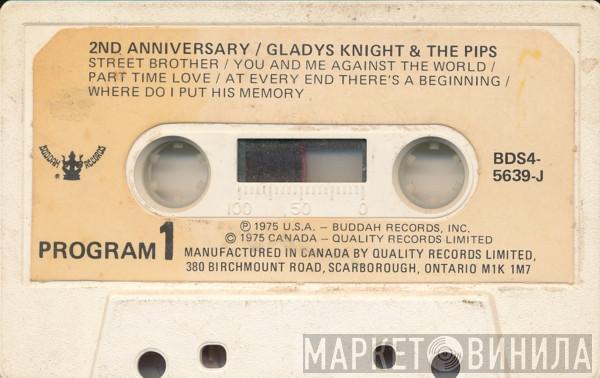 2ND ANNIVERSARY / GLADYS KNIGHT & THE PIPS
STREET BROTHER / YOU AND ME AGAINST THE WORLD /
PART TIME LOVE / AT EVERY END THERE'S A BEGINNING /
WHERE DO I PUT HIS MEMORY
BUDDAH RECORDS
BDS4-
5639-J
100 50 0
Ⓟ 1975 U.S.A. – BUDDAH RECORDS, INC.
© 1975 CANADA – QUALITY RECORDS LIMITED
PROGRAM 1
MANUFACTURED IN CANADA BY QUALITY RECORDS LIMITED,
380 BIRCHMOUNT ROAD, SCARBOROUGH, ONTARIO M1K 1M7
МАРКЕТ ВИНИЛА